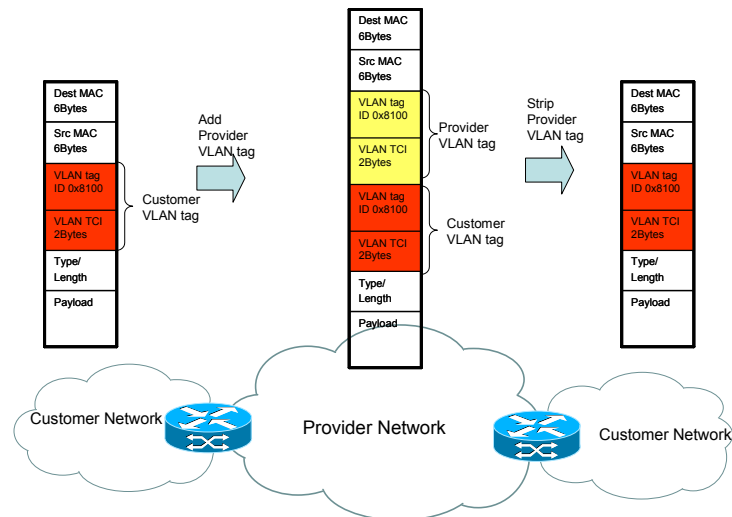 Dest MAC
6Bytes
Src MAC
6Bytes
VLAN tag
ID 0x8100
VLAN TCI
2Bytes
Type/
Length
Payload
Customer
VLAN tag
Add
Provider
VLAN tag
Dest MAC
6Bytes
Src MAC
6Bytes
VLAN tag
ID 0x8100
VLAN TCI
2Bytes
VLAN tag
ID 0x8100
VLAN TCI
2Bytes
Type/
Length
Payload
Provider
VLAN tag
Customer
VLAN tag
Strip
Provider
VLAN tag
Dest MAC
6Bytes
Src MAC
6Bytes
VLAN tag
ID 0x8100
VLAN TCI
2Bytes
Type/
Length
Payload
Customer Network
Provider Network
Customer Network